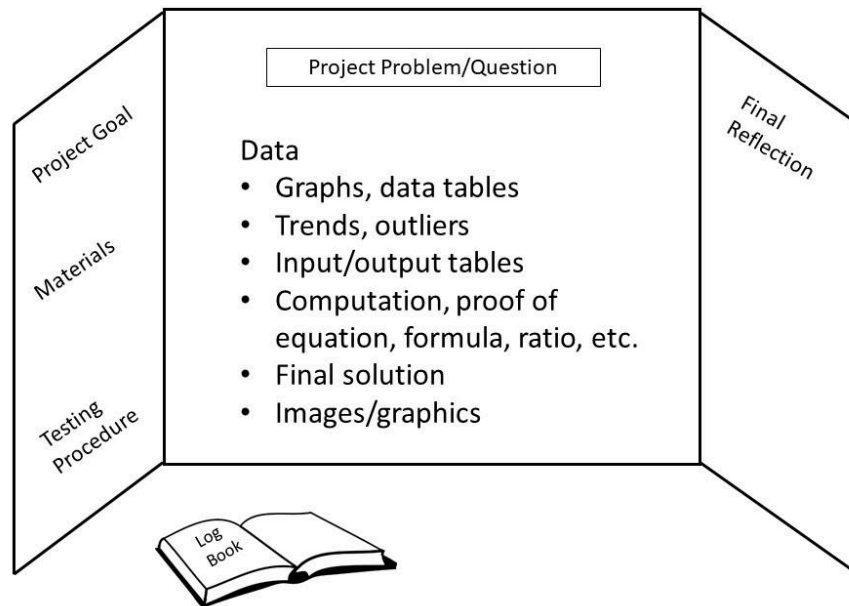 Project Goal
Materials
Testing
Procedure
Project Problem/Question
Data
• Graphs, data tables
• Trends, outliers
• Input/output tables
• Computation, proof of
equation, formula, ratio, etc.
• Final solution
• Images/graphics
Final
Reflection
Log
Book